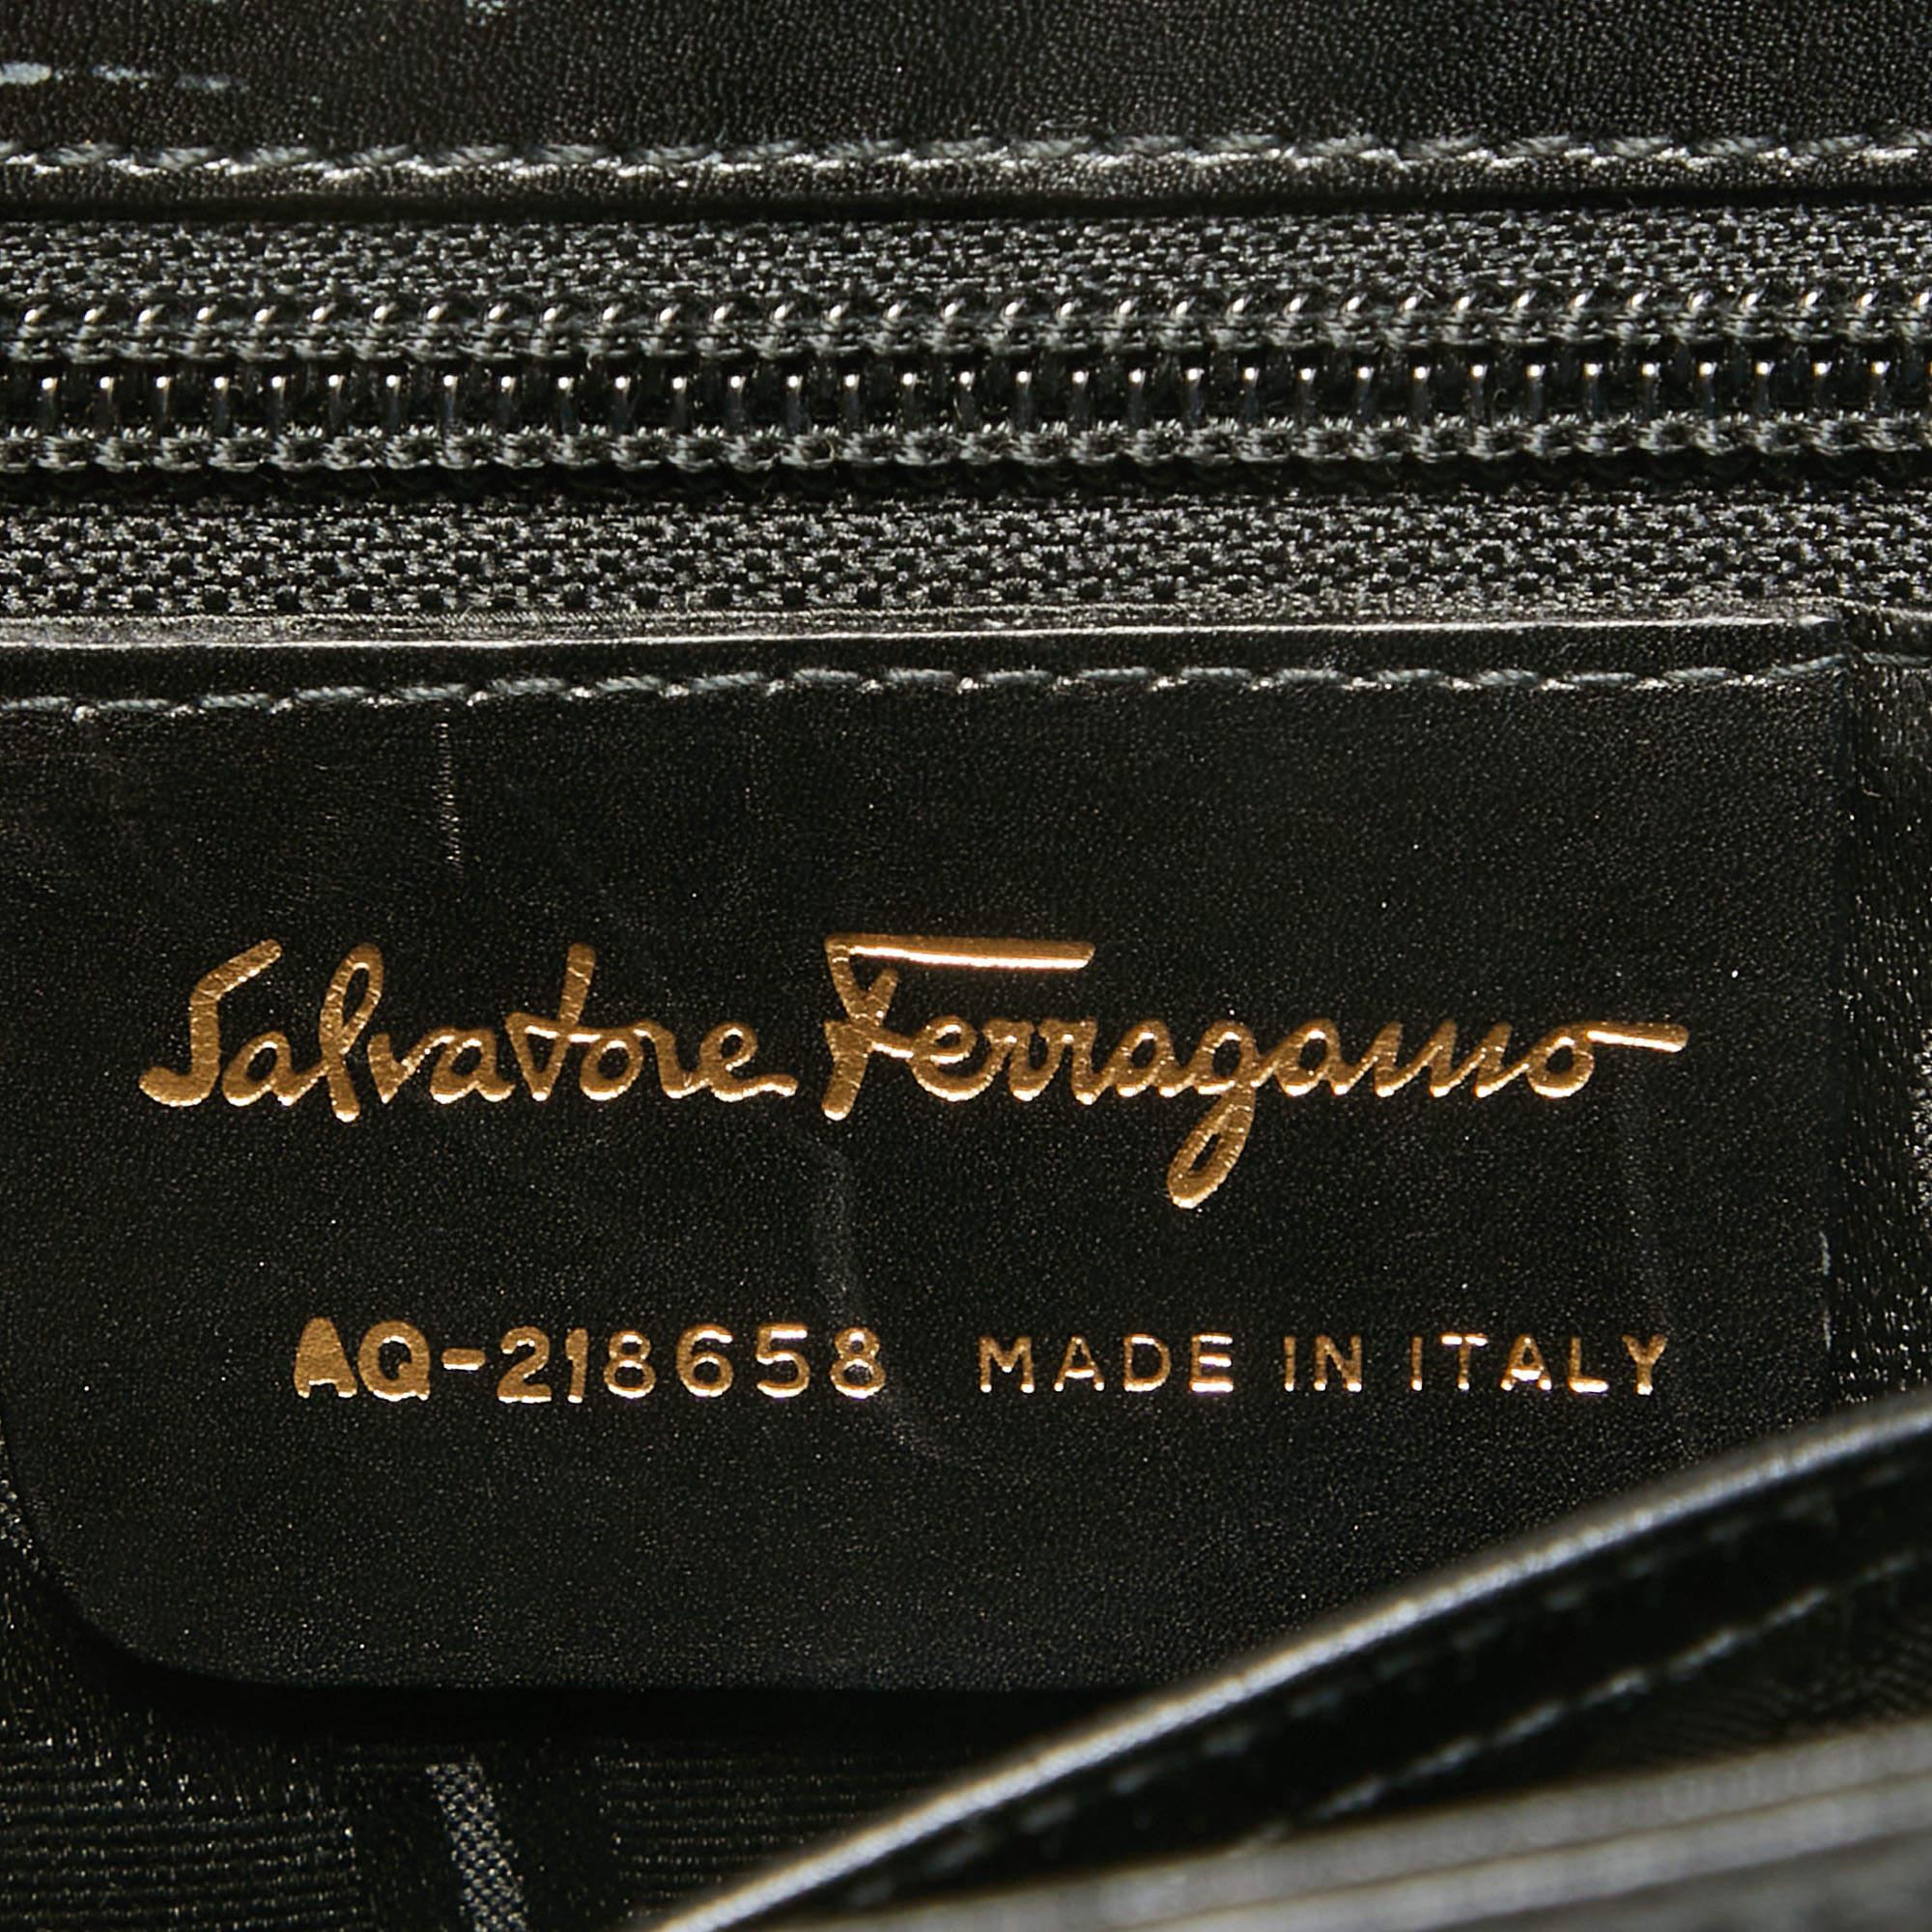 Salvatore Ferragamo
AQ-218658 MADE IN ITALY